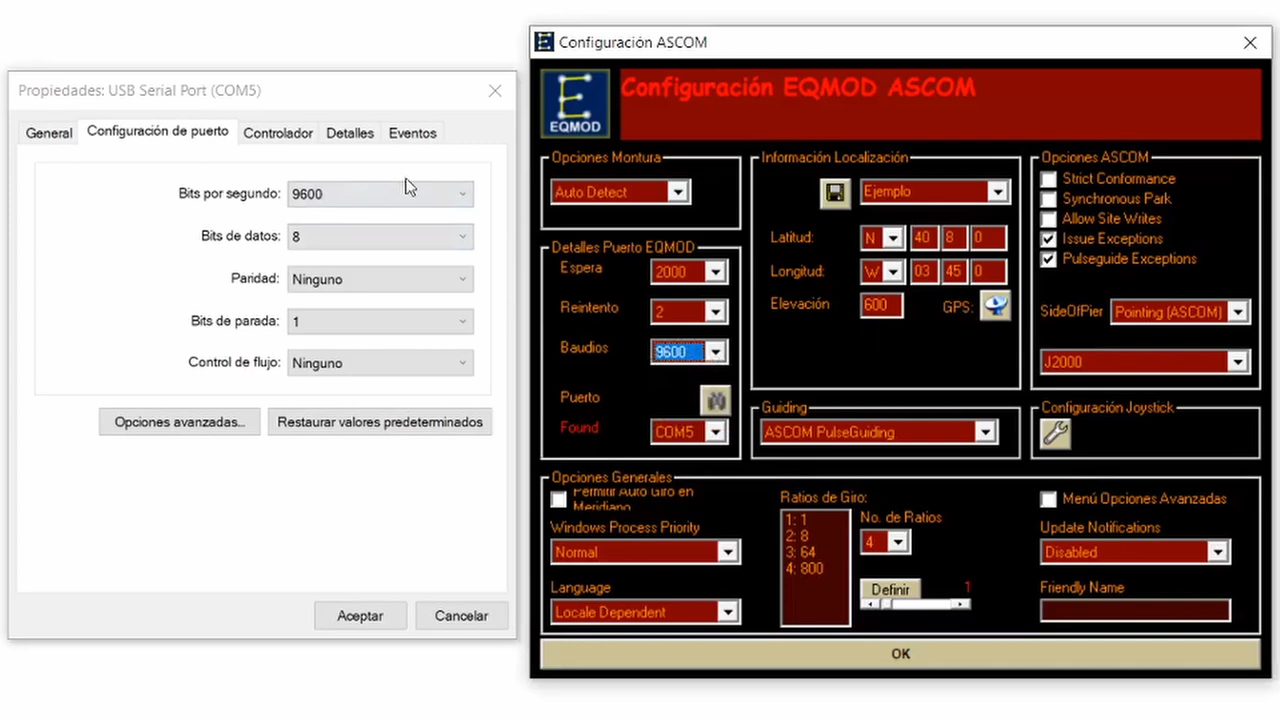 Propiedades: USB Serial Port (COM5)
General
Configuración de puerto
Controlador
Detalles
Eventos
Bits por segundo: 9600
Bits de datos: 8
Paridad: Ninguno
Bits de parada: 1
Control de flujo: Ninguno
Opciones avanzadas...
Restaurar valores predeterminados
Aceptar
Cancelar
Configuración ASCOM
EQMOD
Configuración EQMOD ASCOM
Opciones Montura
Auto Detect
Detalles Puerto EQMOD
Espera 2000
Reintento 2
Baudios 9600
Puerto
Found COM5
Información Localización
Ejemplo
Latitud: N 40 8 0
Longitud: W 03 45 0
Elevación 600 GPS:
Guiding
ASCOM PulseGuiding
Opciones ASCOM
Strict Conformance
Synchronous Park
Allow Site Writes
Issue Exceptions
Pulseguide Exceptions
SideOfPier Pointing (ASCOM)
J2000
Configuración Joystick
Opciones Generales
Permitir Auto Giro en
Meridiano
Windows Process Priority
Normal
Language
Locale Dependent
Ratios de Giro:
1: 1
2: 8
3: 64
4: 800
No. de Ratios
4
Definir 1
Menú Opciones Avanzadas
Update Notifications
Disabled
Friendly Name
OK